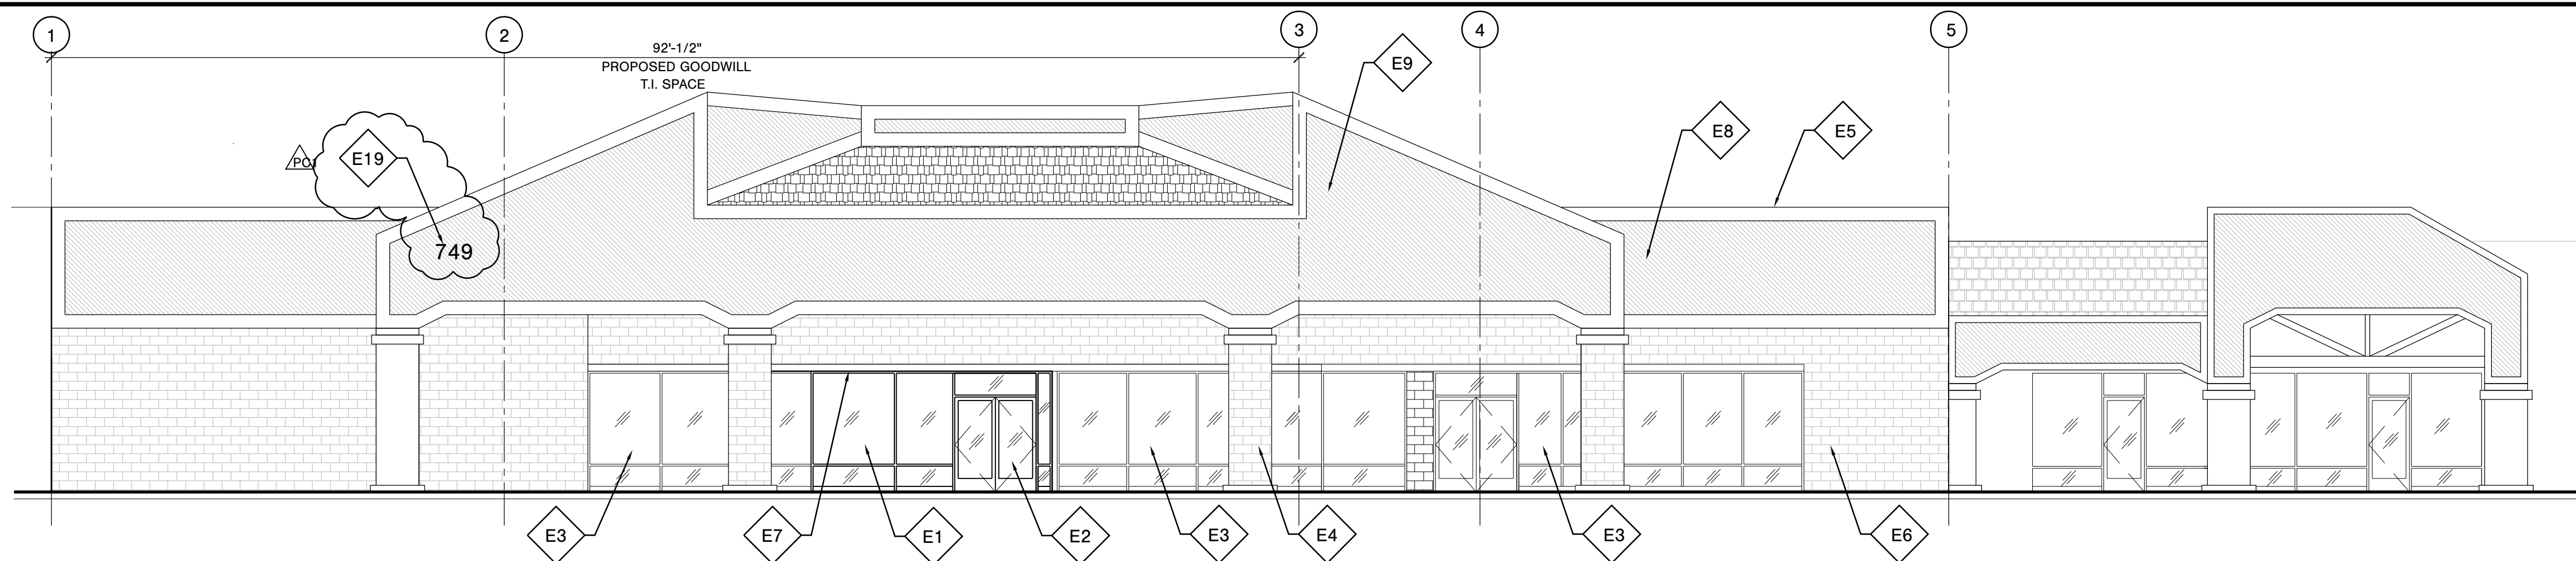 1
2
3
4
5
92'-1/2"
PROPOSED GOODWILL
T.I. SPACE
E9
E8
E5
PC1
E19
749
E3
E7
E1
E2
E3
E4
E3
E6